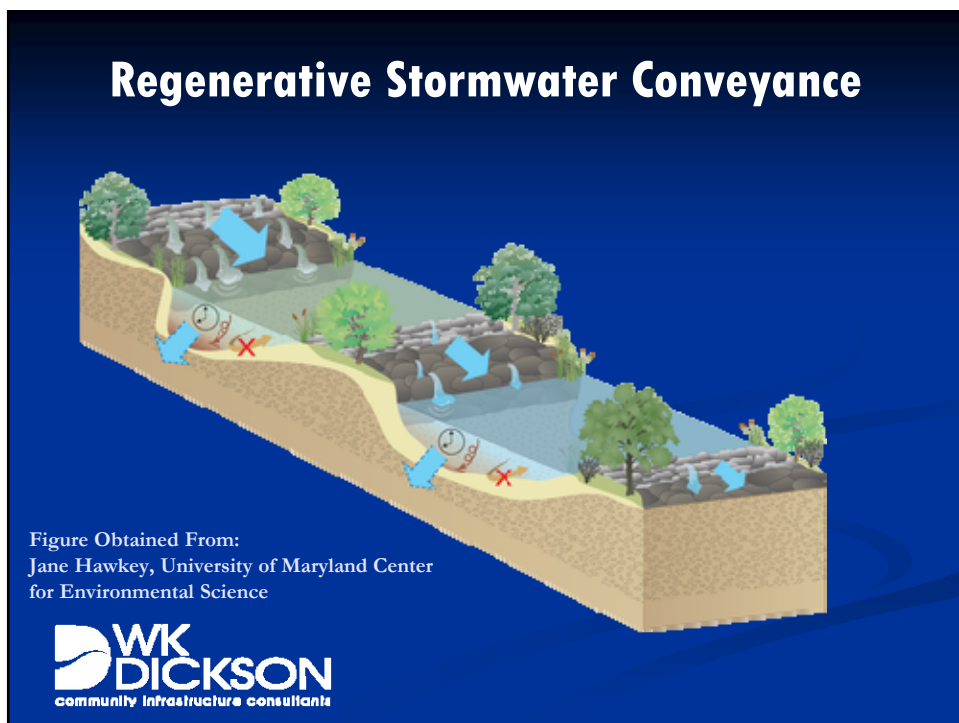 Regenerative Stormwater Conveyance
Figure Obtained From:
Jane Hawkey, University of Maryland Center
for Environmental Science
WK
DICKSON
community infrastructure consultants